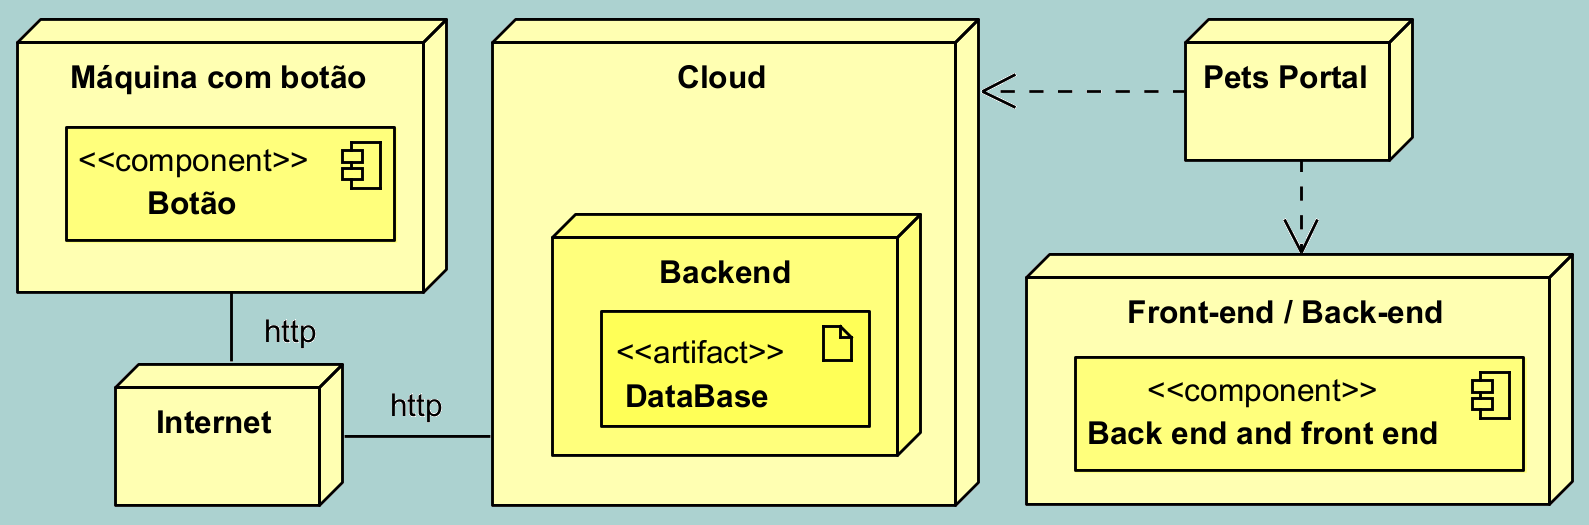 Máquina com botão
<<component>>
Botão
http
Internet
http
Cloud
Backend
<<artifact>>
DataBase
Pets Portal
Front-end / Back-end
<<component>>
Back end and front end